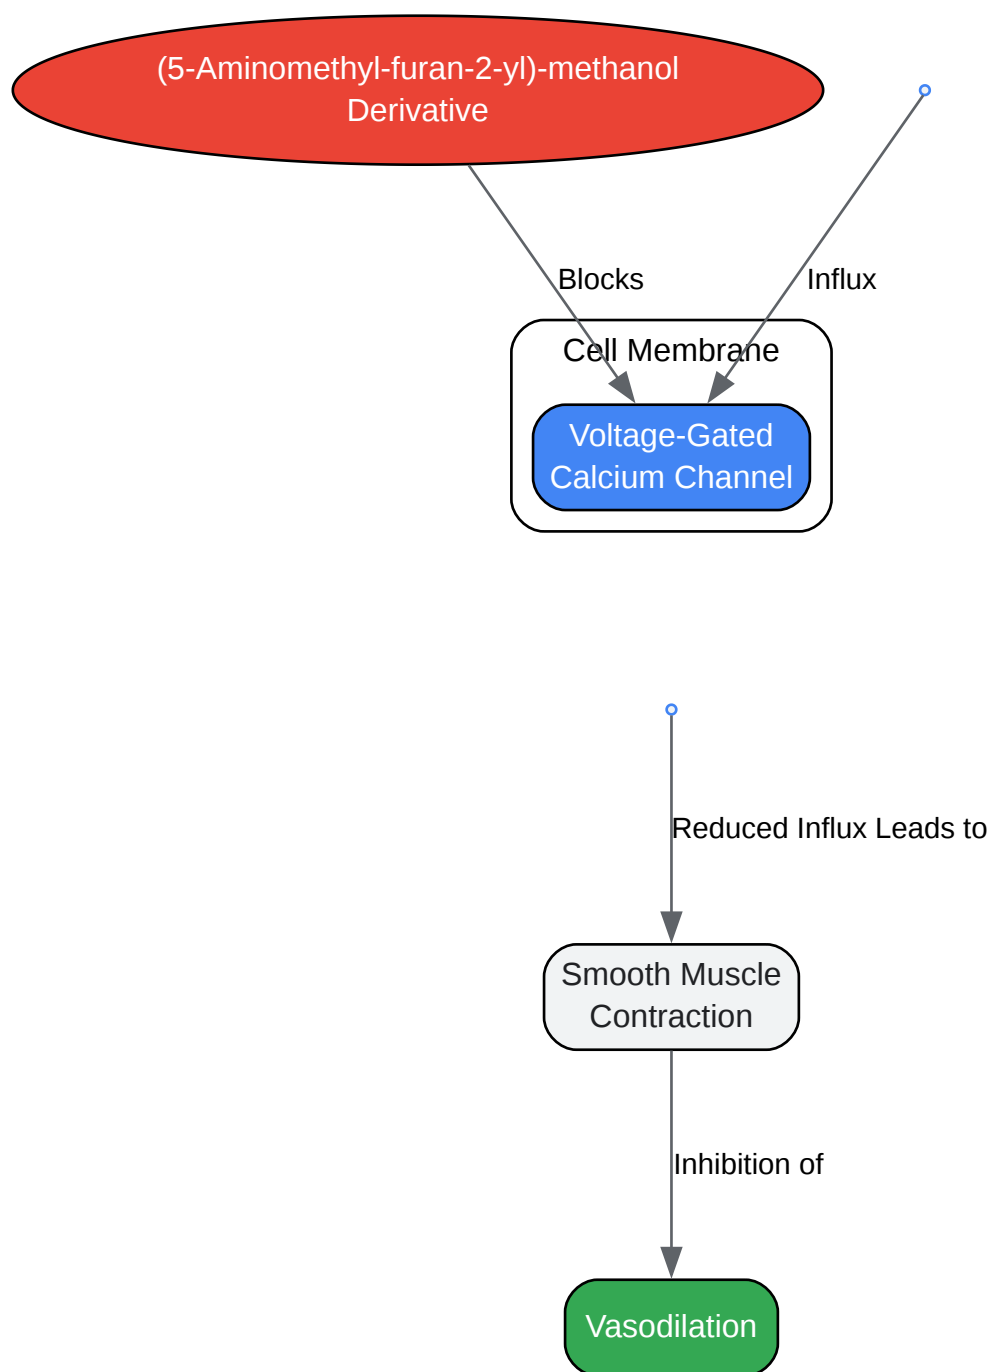 (5-Aminomethyl-furan-2-yl)-methanol
Derivative
Blocks
Influx
Cell Membrane
Voltage-Gated
Calcium Channel
Reduced Influx Leads to
Smooth Muscle
Contraction
Inhibition of
Vasodilation